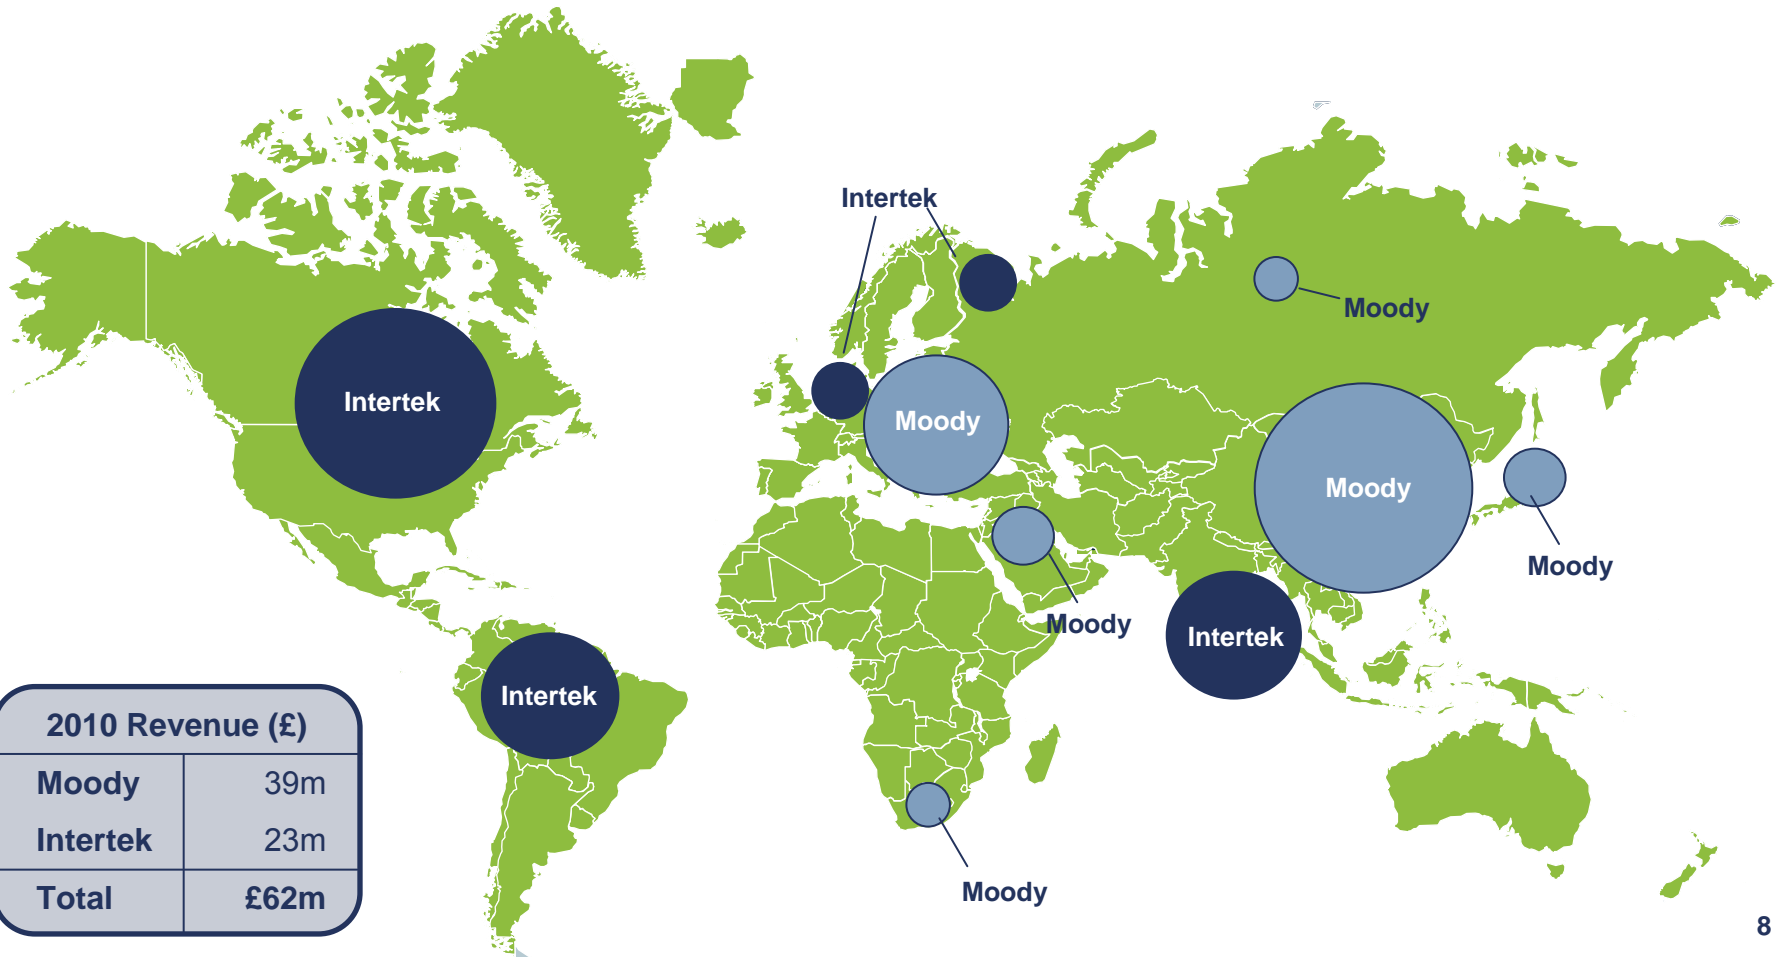 Intertek
Moody
Intertek
Moody
Moody
Moody
Moody
Moody
Intertek
Intertek
2010 Revenue (£)
Moody 39m
Intertek 23m
Total £62m
Moody
8